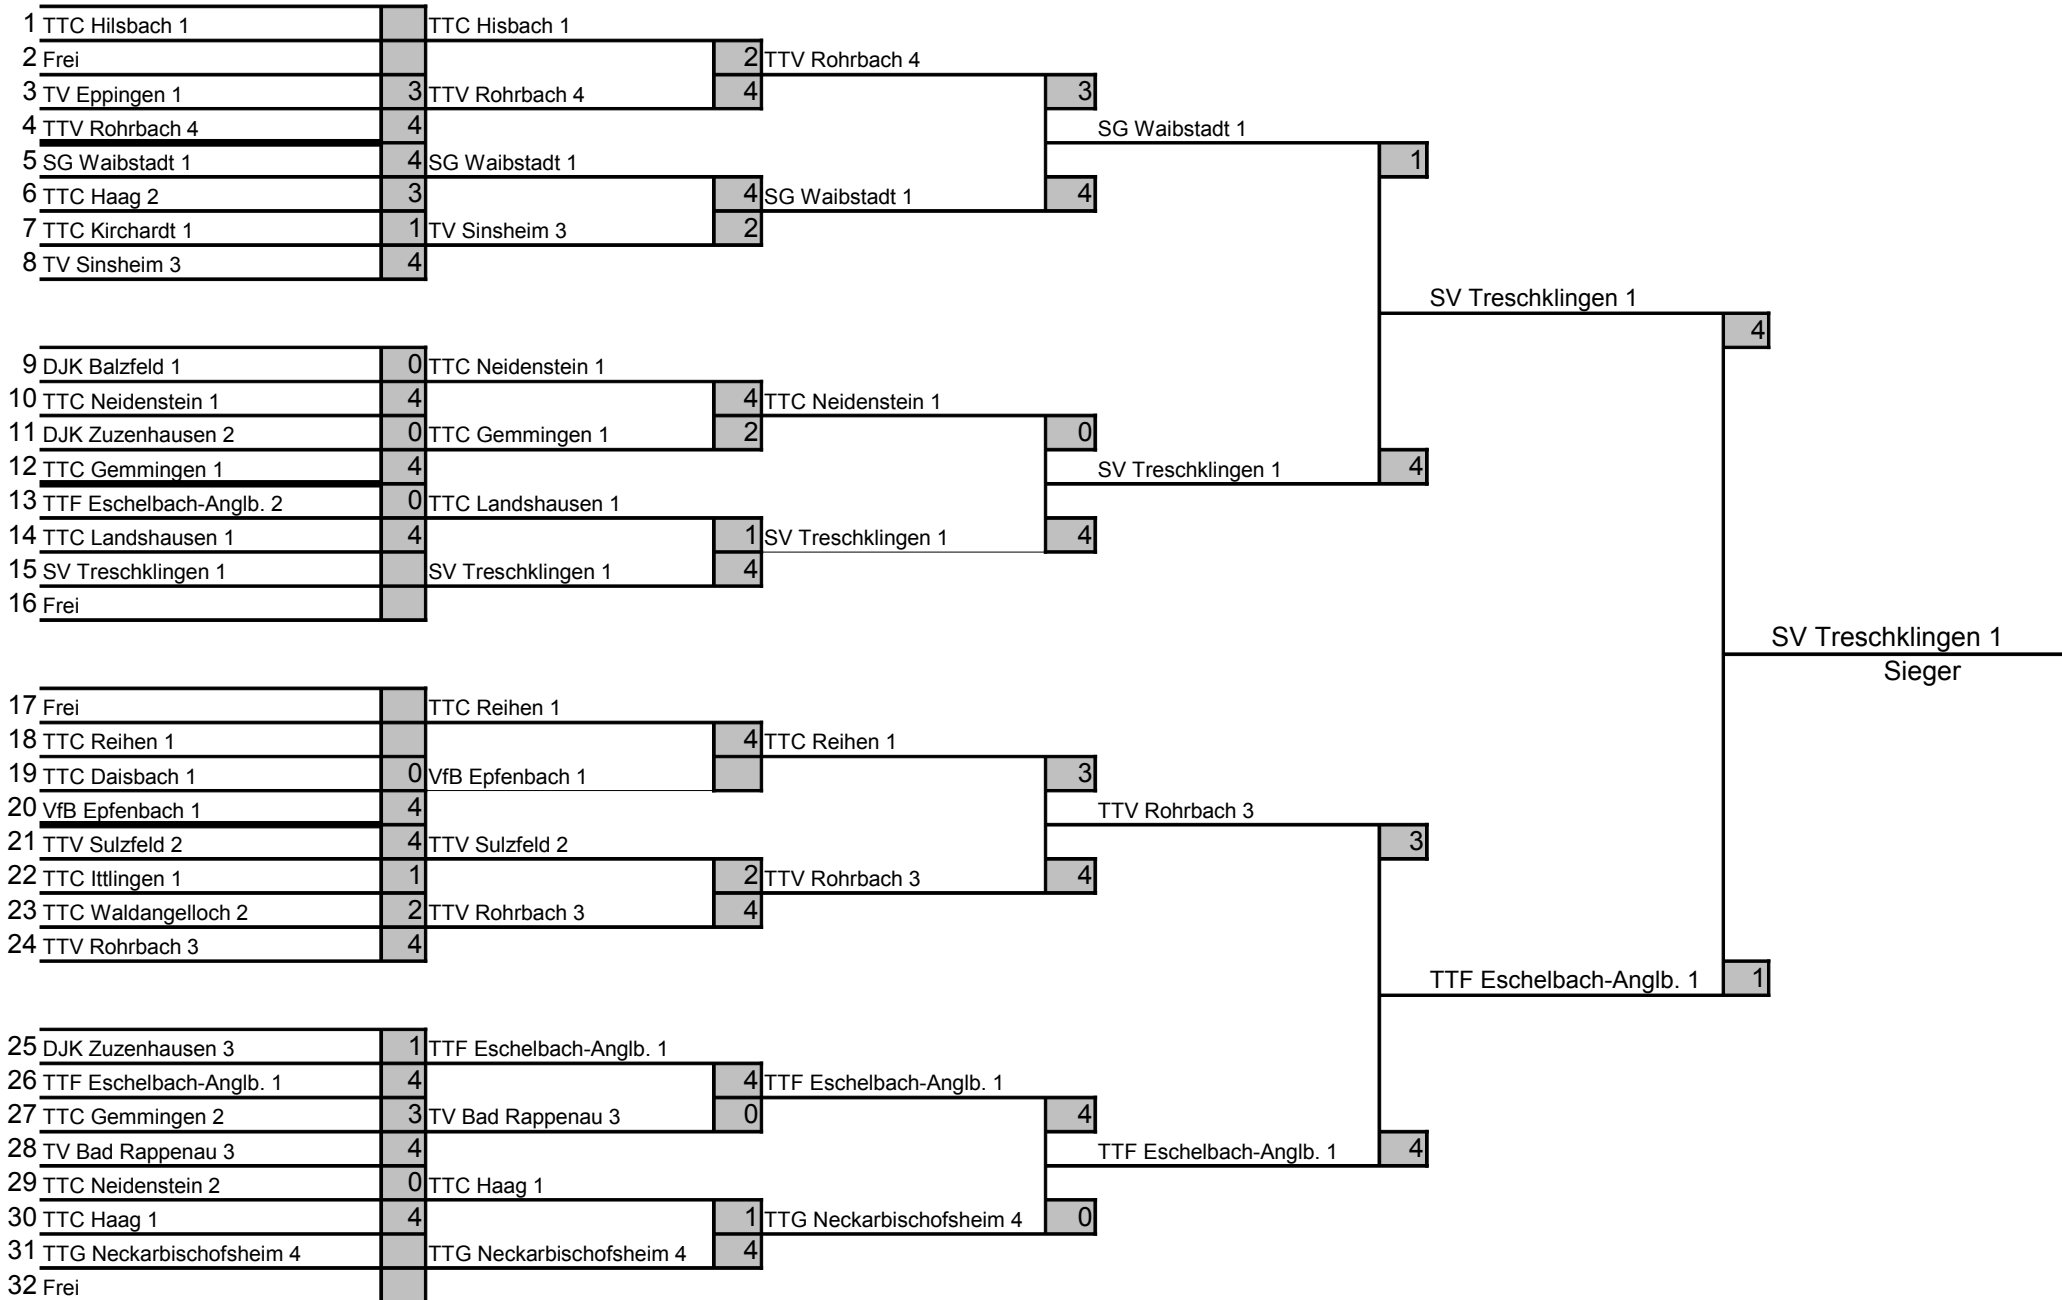 1 TTC Hilsbach 1 TTC Hisbach 1
2 Frei 2 TTV Rohrbach 4
3 TV Eppingen 1 3 TTV Rohrbach 4 4 3
4 TTV Rohrbach 4 4 SG Waibstadt 1
5 SG Waibstadt 1 4 SG Waibstadt 1 1
6 TTC Haag 2 3 4 SG Waibstadt 1 4
7 TTC Kirchardt 1 1 TV Sinsheim 3 2
8 TV Sinsheim 3 4
SV Treschklingen 1
4
9 DJK Balzfeld 1 0 TTC Neidenstein 1
10 TTC Neidenstein 1 4 4 TTC Neidenstein 1
11 DJK Zuzenhausen 2 0 TTC Gemmingen 1 2 0
12 TTC Gemmingen 1 4 SV Treschklingen 1 4
13 TTF Eschelbach-Anglb. 2 0 TTC Landshausen 1
14 TTC Landshausen 1 4 1 SV Treschklingen 1 4
15 SV Treschklingen 1 SV Treschklingen 1 4
16 Frei
SV Treschklingen 1
Sieger
17 Frei TTC Reihen 1
18 TTC Reihen 1 4 TTC Reihen 1
19 TTC Daisbach 1 0 VfB Epfenbach 1 3
20 VfB Epfenbach 1 4 TTV Rohrbach 3
21 TTV Sulzfeld 2 4 TTV Sulzfeld 2 3
22 TTC Ittlingen 1 1 2 TTV Rohrbach 3 4
23 TTC Waldangelloch 2 2 TTV Rohrbach 3 4
24 TTV Rohrbach 3 4
TTF Eschelbach-Anglb. 1 1
25 DJK Zuzenhausen 3 1 TTF Eschelbach-Anglb. 1
26 TTF Eschelbach-Anglb. 1 4 4 TTF Eschelbach-Anglb. 1
27 TTC Gemmingen 2 3 TV Bad Rappenau 3 0 4
28 TV Bad Rappenau 3 4 TTF Eschelbach-Anglb. 1 4
29 TTC Neidenstein 2 0 TTC Haag 1
30 TTC Haag 1 4 1 TTG Neckarbischofsheim 4 0
31 TTG Neckarbischofsheim 4 TTG Neckarbischofsheim 4 4
32 Frei